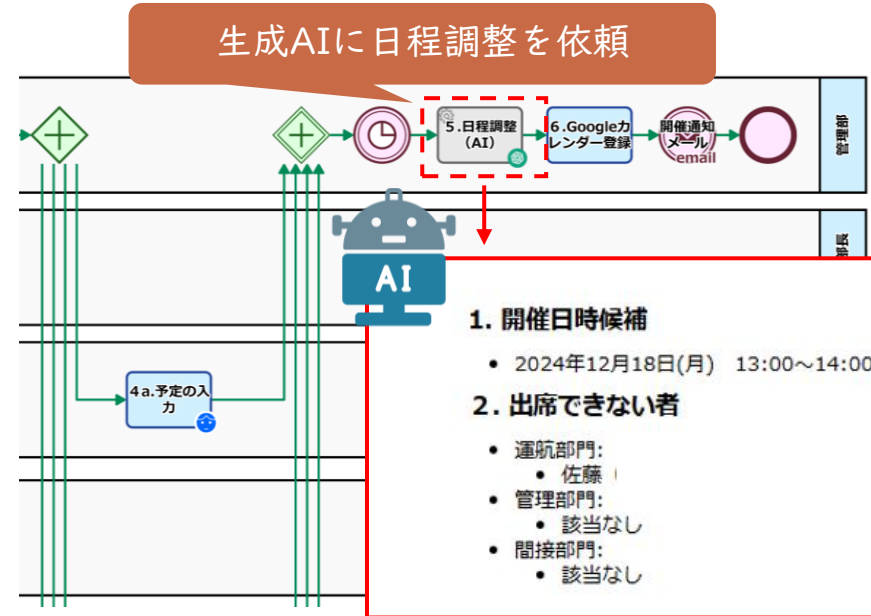 生成AIに日程調整を依頼
5.日程調整
(AI)
6.Googleカ
レンダー登録
開催通知
メール
email
管理部
部長
AI
4a.予定の入
力
1. 開催日時候補
• 2024年12月18日(月) 13:00～14:00
2. 出席できない者
• 運航部門:
• 佐藤
• 管理部門:
• 該当なし
• 間接部門:
• 該当なし